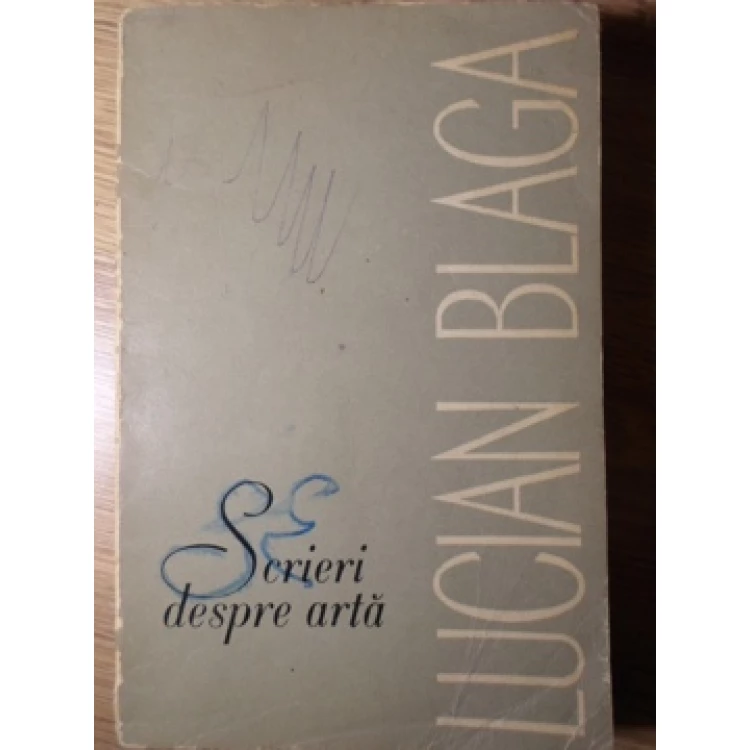 LUCIAN BLAGA
Scrieri
despre artă